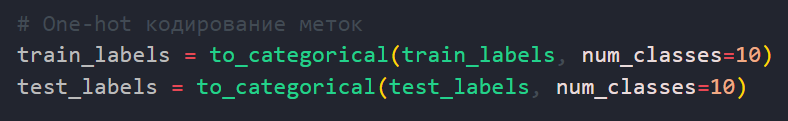 # One-hot кодирование меток
train_labels = to_categorical(train_labels, num_classes=10)
test_labels = to_categorical(test_labels, num_classes=10)